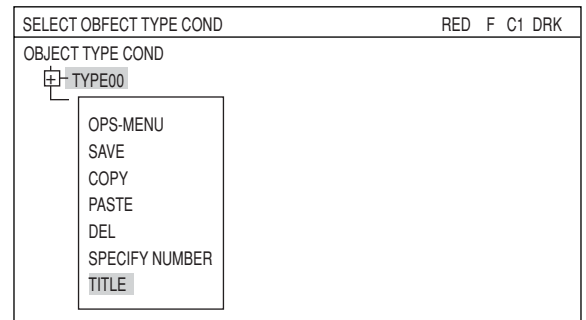 SELECT OBFECT TYPE COND RED F C1 DRK
OBJECT TYPE COND
TYPE00
OPS-MENU
SAVE
COPY
PASTE
DEL
SPECIFY NUMBER
TITLE